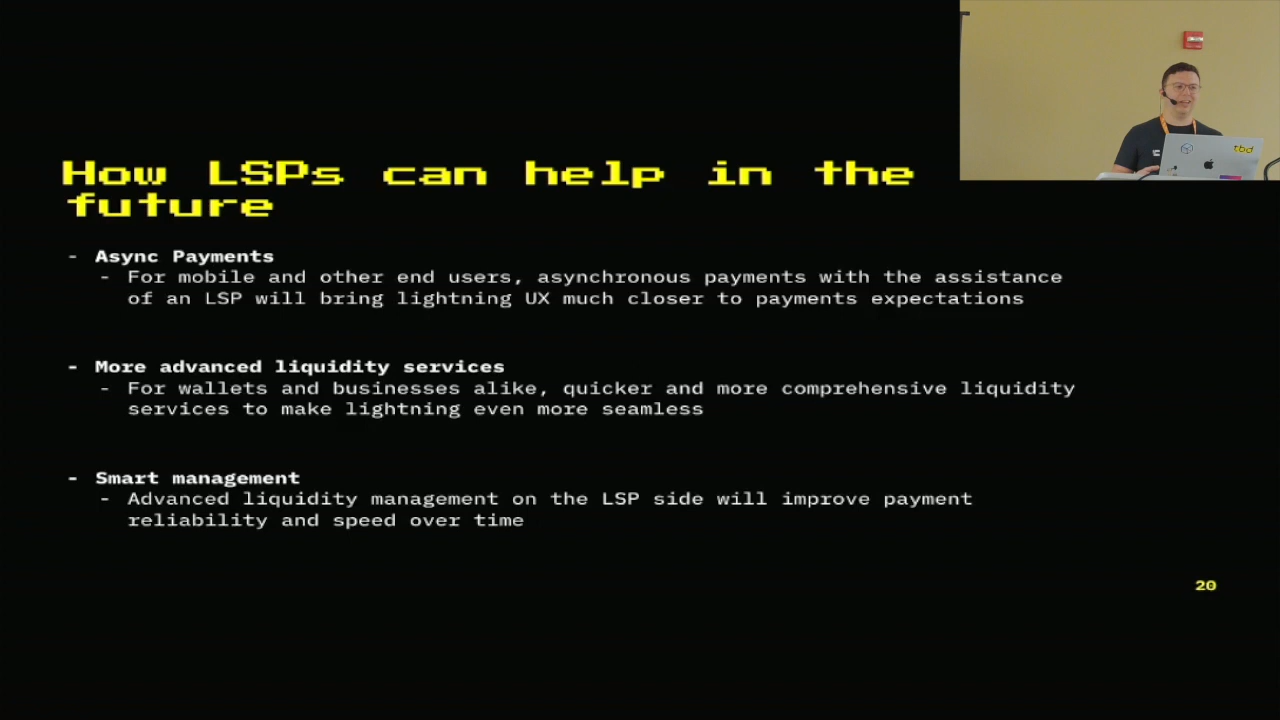 How LSPs can help in the
future
- Async Payments
- For mobile and other end users, asynchronous payments with the assistance
of an LSP will bring lightning UX much closer to payments expectations
- More advanced liquidity services
- For wallets and businesses alike, quicker and more comprehensive liquidity
services to make lightning even more seamless
- Smart management
- Advanced liquidity management on the LSP side will improve payment
reliability and speed over time
20
tbd